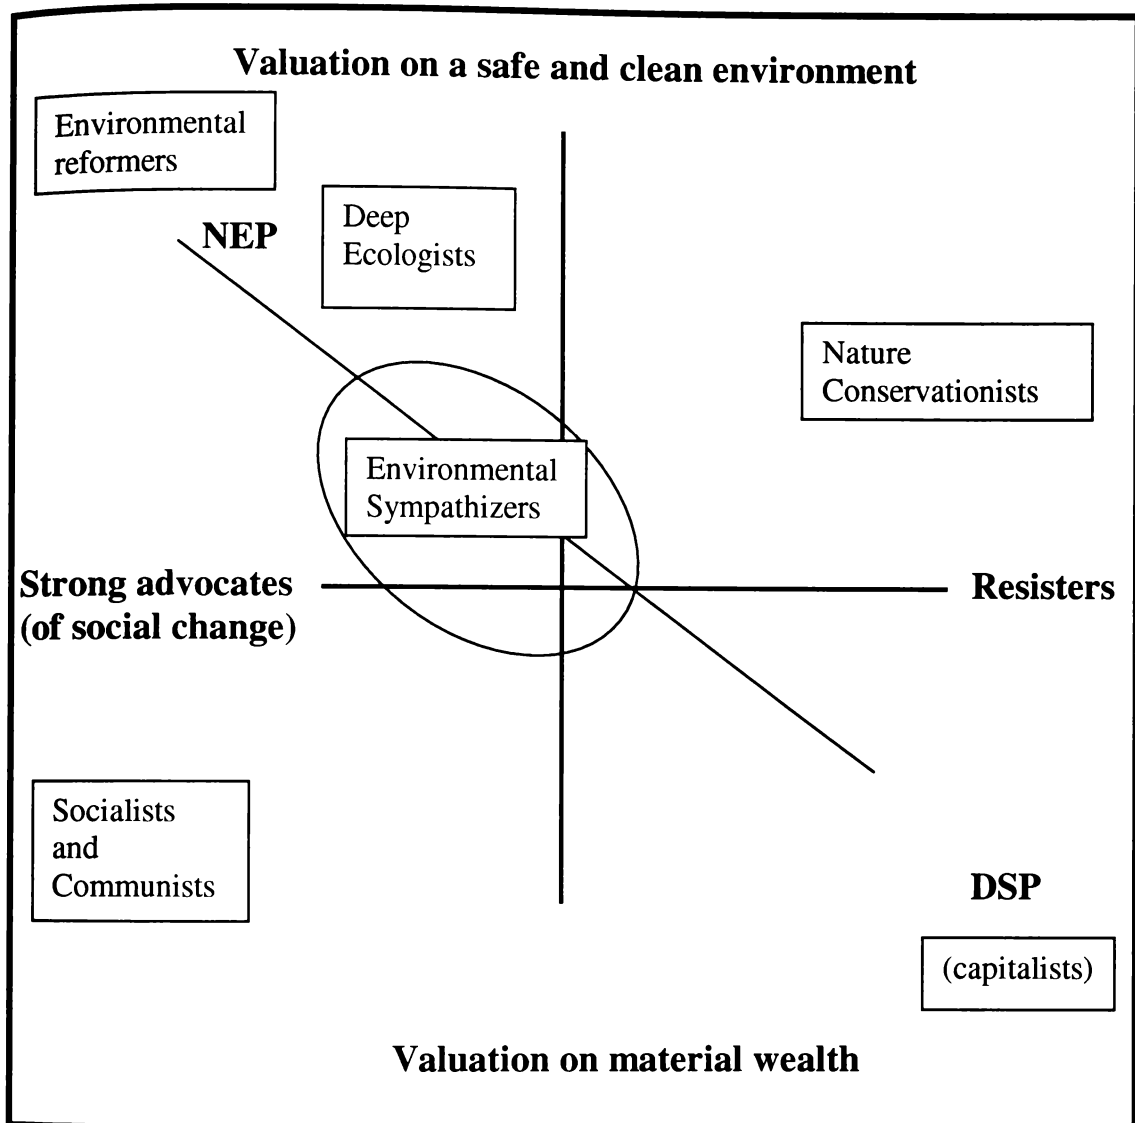 Valuation on a safe and clean environment
Environmental
reformers
NEP
Deep
Ecologists
Nature
Conservationists
Environmental
Sympathizers
Strong advocates
(of social change)
Resisters
Socialists
and
Communists
DSP
(capitalists)
Valuation on material wealth